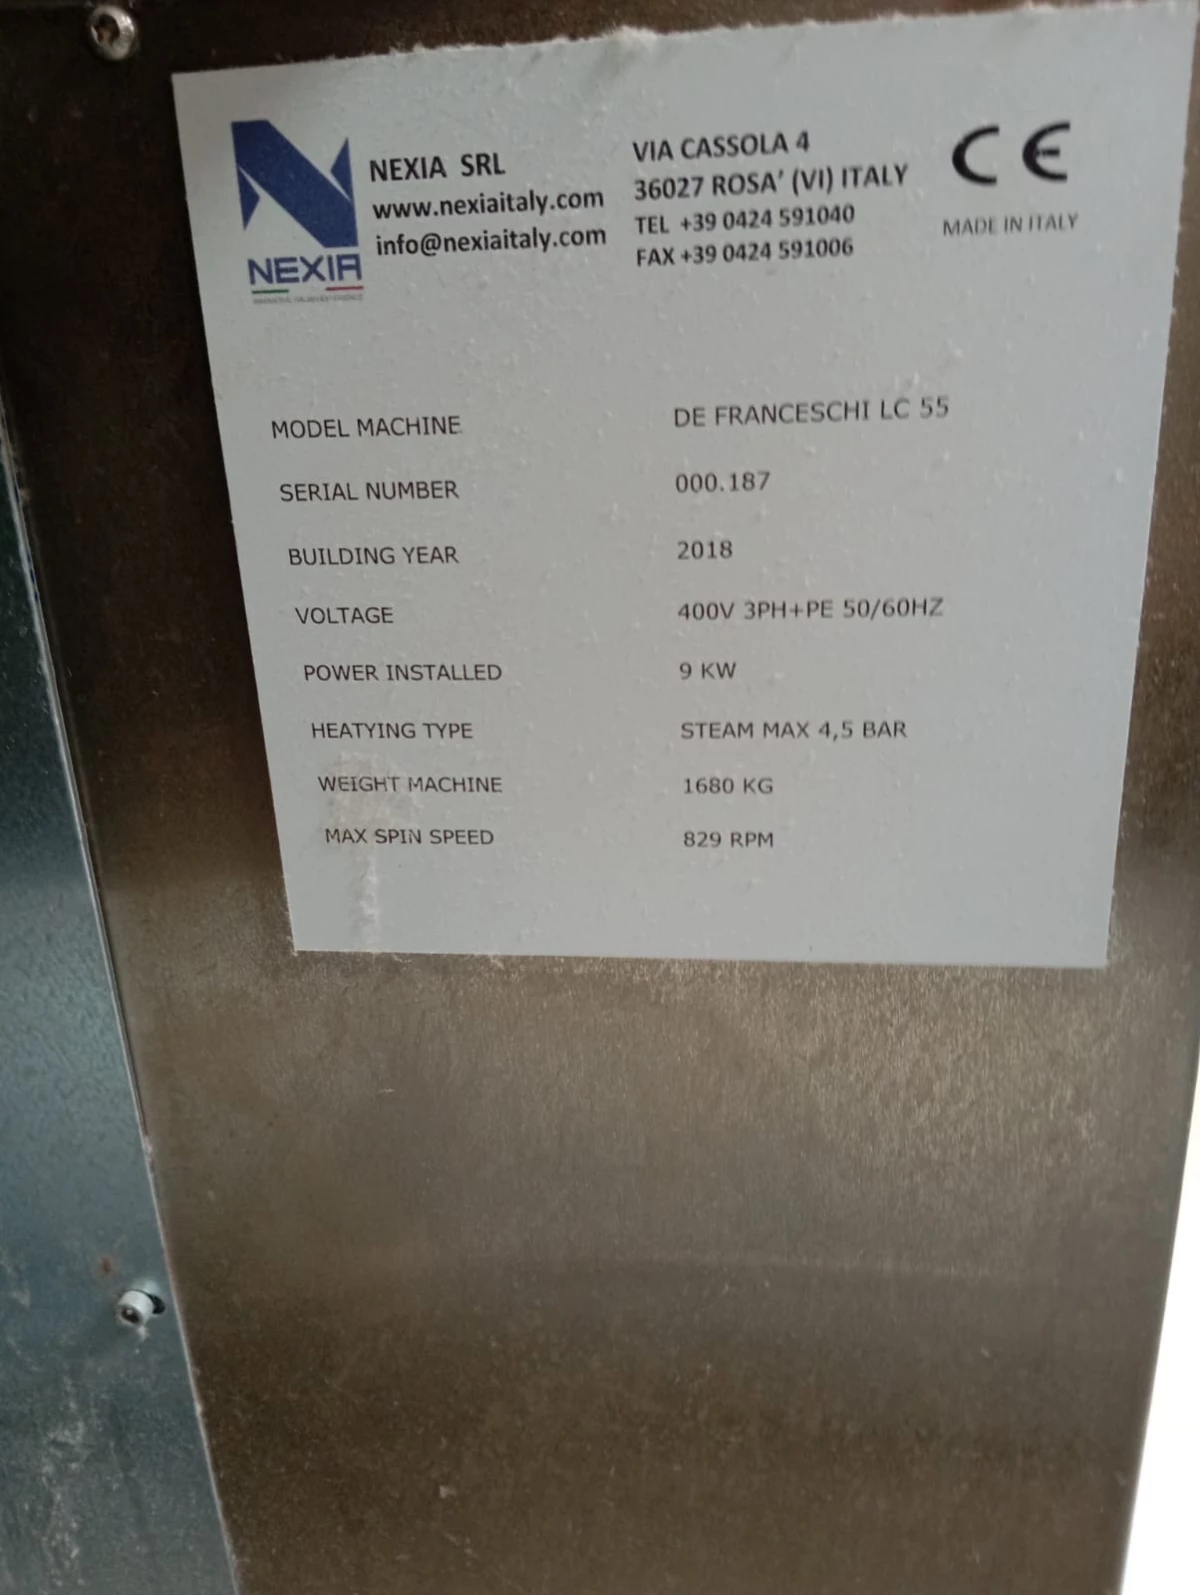 NEXIA
NEXIA SRL
www.nexiaitaly.com
info@nexiaitaly.com
VIA CASSOLA 4
36027 ROSA' (VI) ITALY
TEL +39 0424 591040
FAX +39 0424 591006
CE
MADE IN ITALY
MODEL MACHINE DE FRANCESCHI LC 55
SERIAL NUMBER 000.187
BUILDING YEAR 2018
VOLTAGE 400V 3PH+PE 50/60HZ
POWER INSTALLED 9 KW
HEATYING TYPE STEAM MAX 4,5 BAR
WEIGHT MACHINE 1680 KG
MAX SPIN SPEED 829 RPM